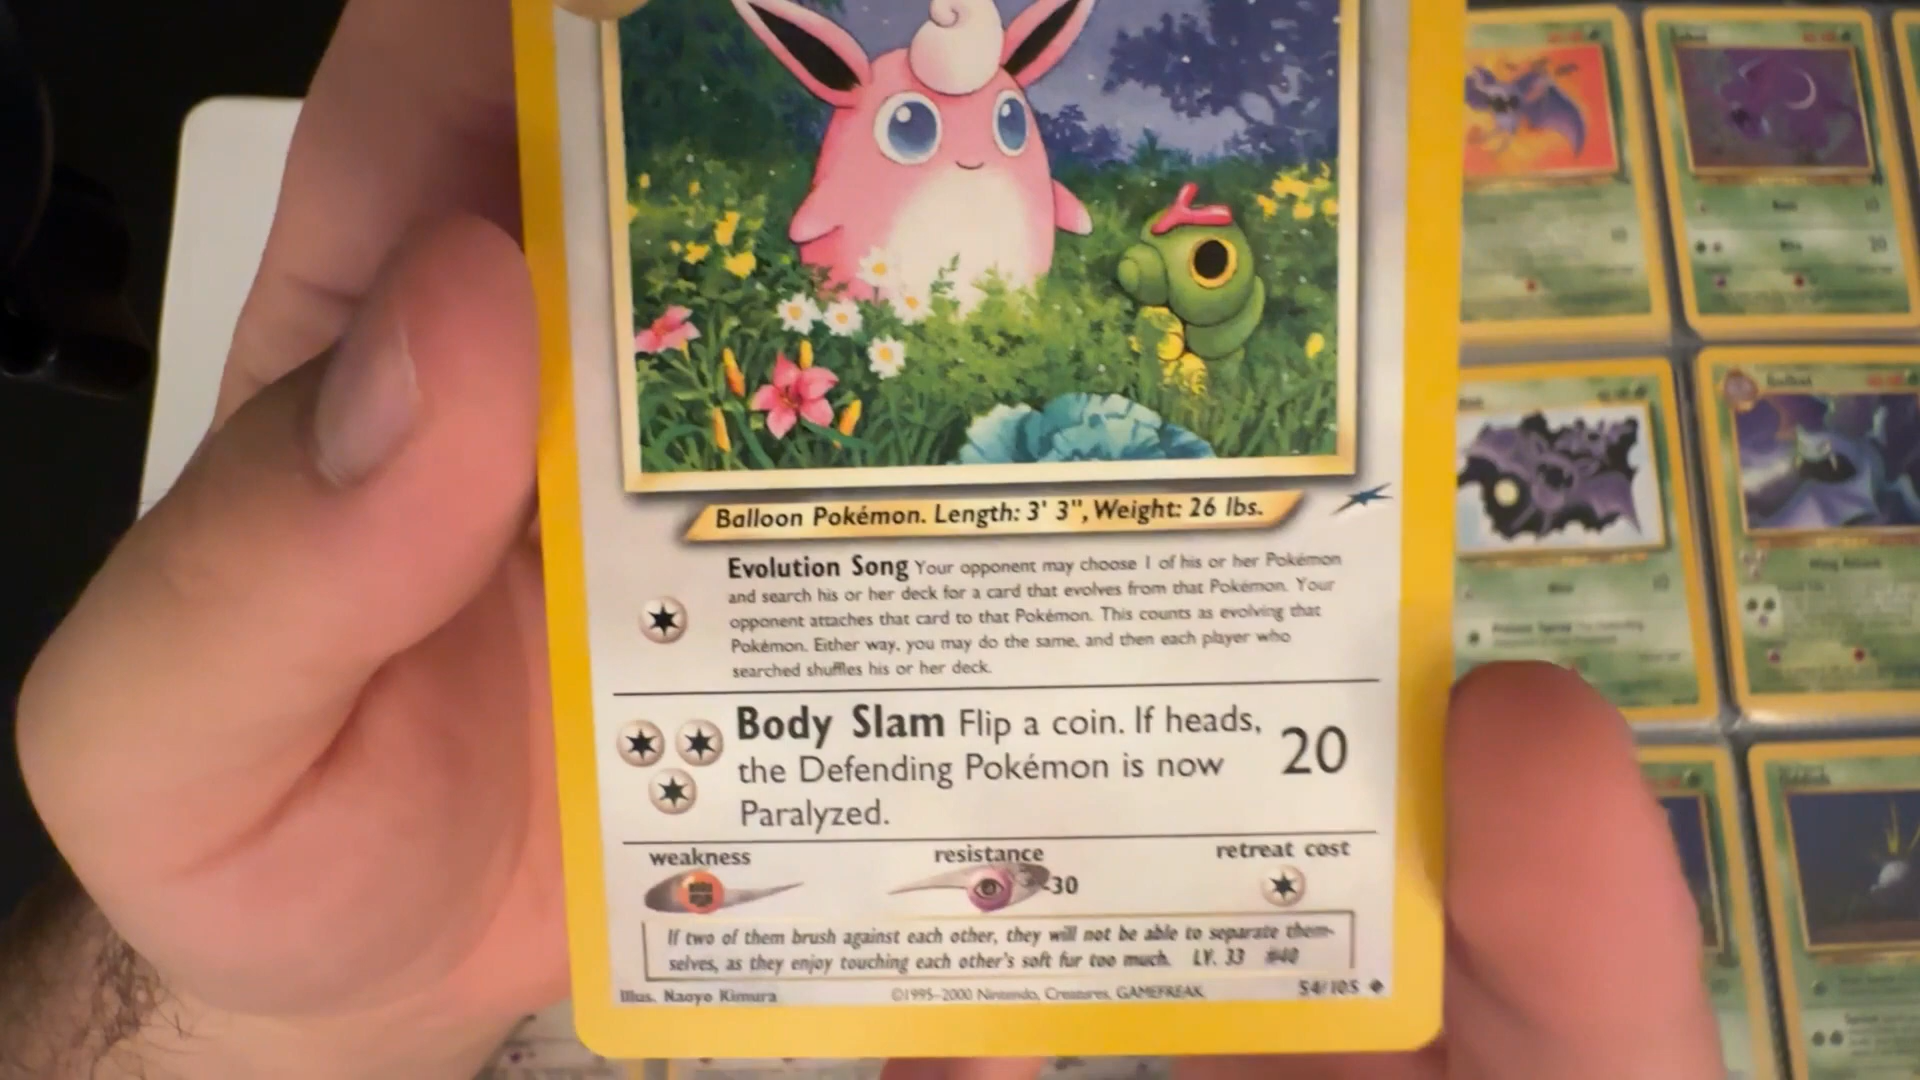 Balloon Pokémon. Length: 3' 3", Weight: 26 lbs.
Evolution Song Your opponent may choose 1 of his or her Pokémon
and search his or her deck for a card that evolves from that Pokémon. Your
opponent attaches that card to that Pokémon. This counts as evolving that
Pokémon. Either way, you may do the same, and then each player who
searched shuffles his or her deck.
Body Slam Flip a coin. If heads,
the Defending Pokémon is now
Paralyzed.
20
weakness
resistance
retreat cost
-30
If two of them brush against each other, they will not be able to separate them-
selves, as they enjoy touching each other's soft fur too much. LV. 33 #40
Illus. Naoyo Kimura
©1995-2000 Nintendo, Creatures, GAMEFREAK
54/105